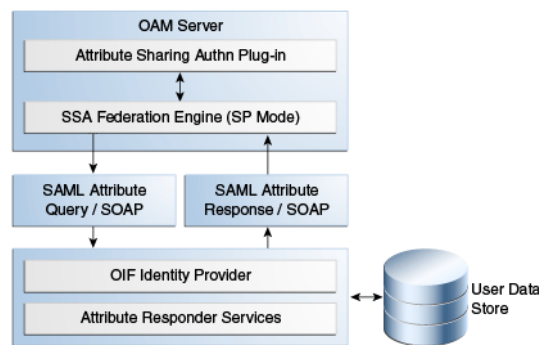 OAM Server
Attribute Sharing Authn Plug-in
SSA Federation Engine (SP Mode)
SAML Attribute
Query / SOAP
SAML Attribute
Response / SOAP
OIF Identity Provider
Attribute Responder Services
User Data
Store